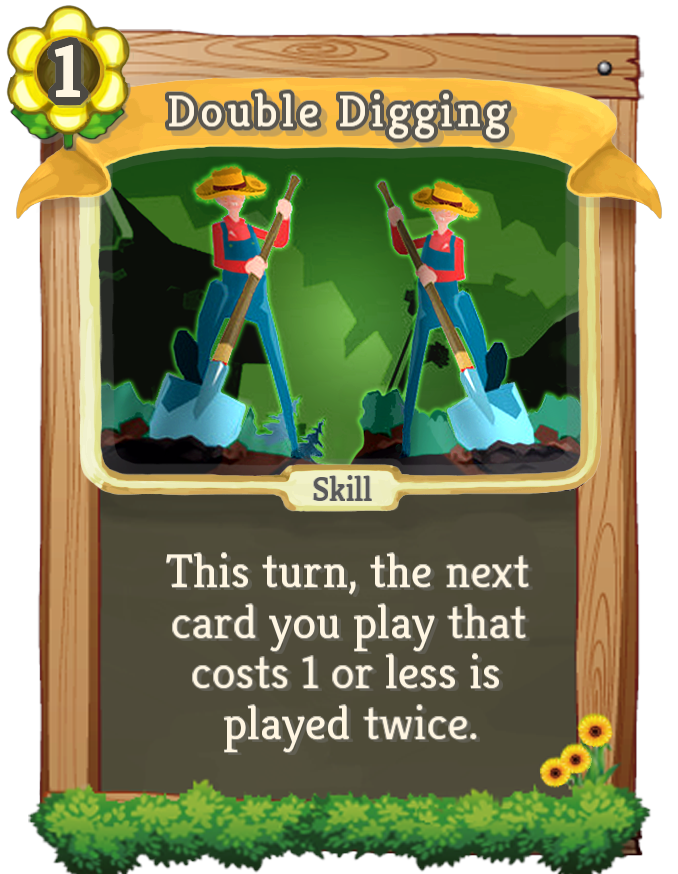 1
Double Digging
Skill
This turn, the next
card you play that
costs 1 or less is
played twice.